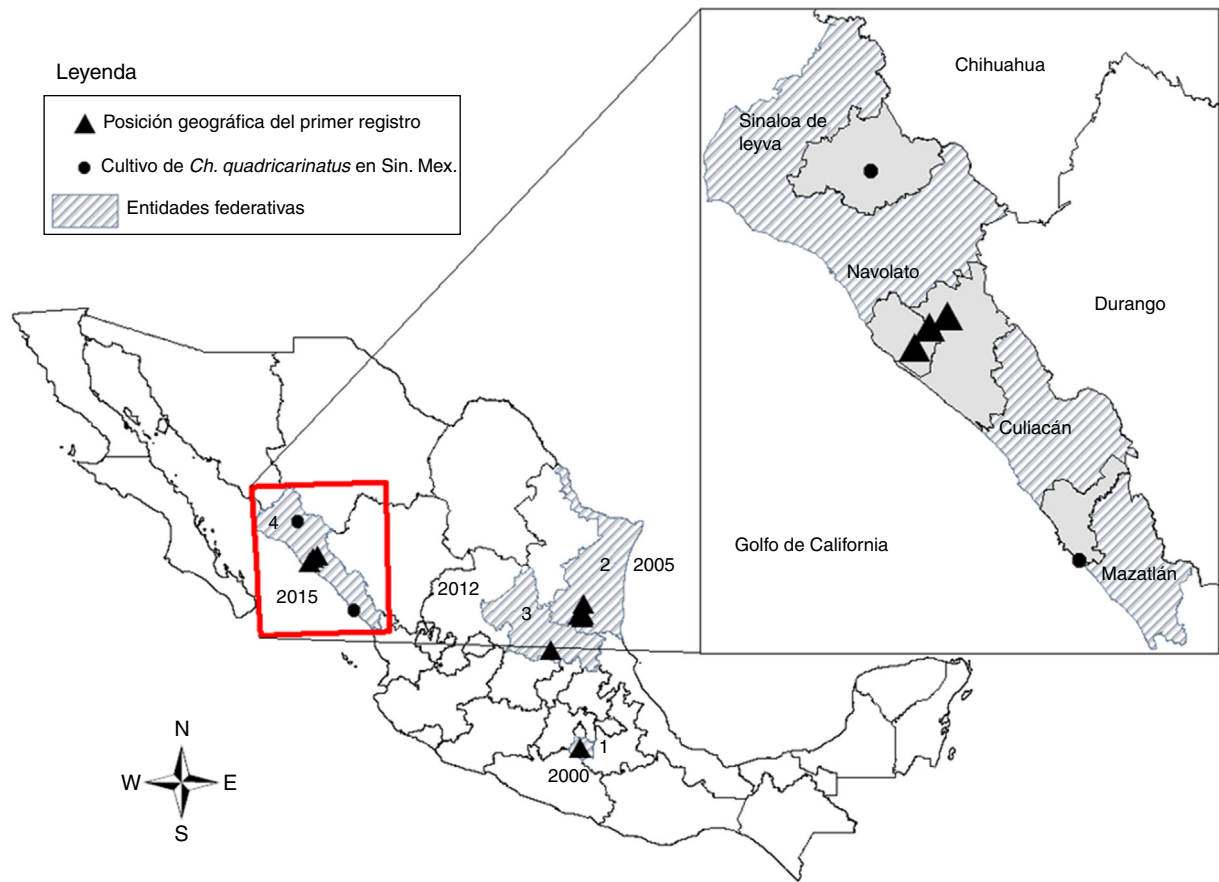 Leyenda
Posición geográfica del primer registro
Cultivo de Ch. quadricarinatus en Sin. Mex.
Entidades federativas
Chihuahua
Sinaloa de
leyva
Navolato
Durango
Culiacán
Golfo de California
Mazatlán
4
2015
2012
2
2005
3
1
2000
N
W
E
S